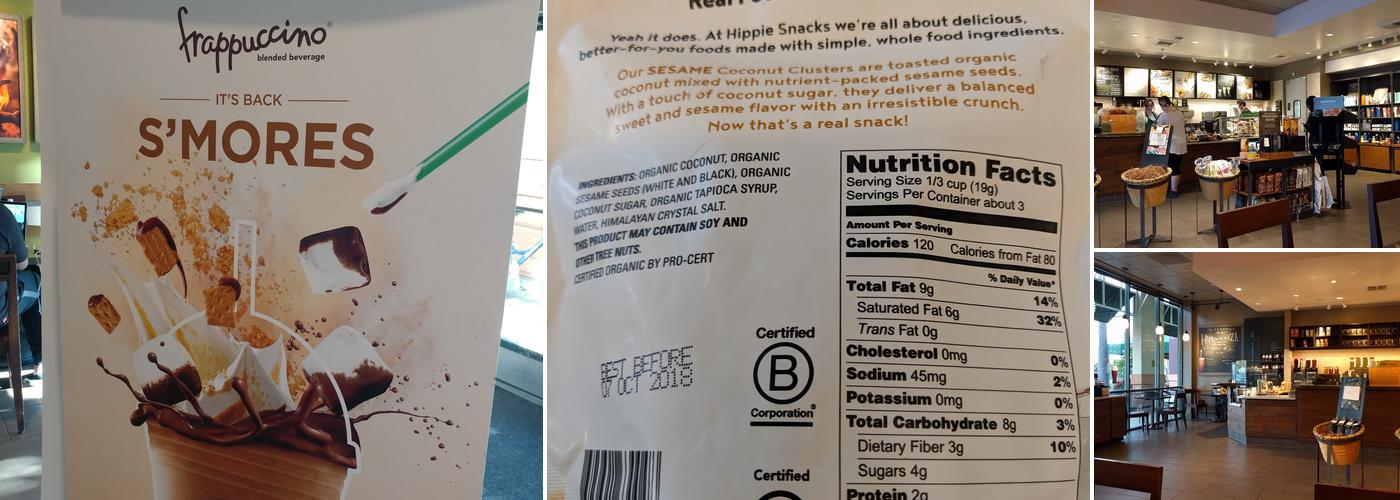 frappuccino®
blended beverage
IT'S BACK
S'MORES
Yeah it does. At Hippie Snacks we're all about delicious,
better-for-you foods made with simple, whole food ingredients.
Our SESAME Coconut Clusters are toasted organic
coconut mixed with nutrient-packed sesame seeds.
With a touch of coconut sugar, they deliver a balanced
sweet and sesame flavor with an irresistible crunch.
Now that's a real snack!
INGREDIENTS: ORGANIC COCONUT, ORGANIC
SESAME SEEDS (WHITE AND BLACK), ORGANIC
COCONUT SUGAR, ORGANIC TAPIOCA SYRUP,
WATER, HIMALAYAN CRYSTAL SALT.
THIS PRODUCT MAY CONTAIN SOY AND
OTHER TREE NUTS.
CERTIFIED ORGANIC BY PRO-CERT
BEST BEFORE
07 OCT 2018
Certified
B
Corporation®
Certified
Nutrition Facts
Serving Size 1/3 cup (19g)
Servings Per Container about 3
Amount Per Serving
Calories 120 Calories from Fat 80
% Daily Value*
Total Fat 9g 14%
Saturated Fat 6g 32%
Trans Fat 0g
Cholesterol 0mg 0%
Sodium 45mg 2%
Potassium 0mg 0%
Total Carbohydrate 8g 3%
Dietary Fiber 3g 10%
Sugars 4g
Protein 2g